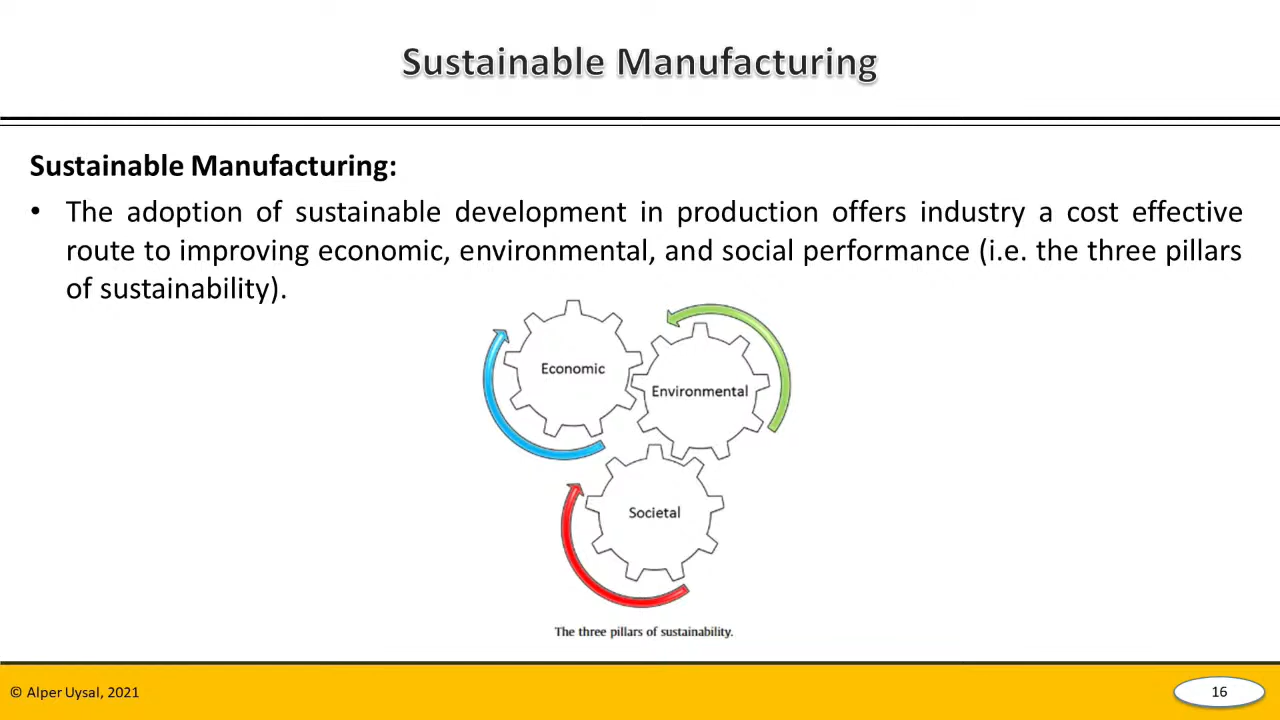 Sustainable Manufacturing
Sustainable Manufacturing:
• The adoption of sustainable development in production offers industry a cost effective
route to improving economic, environmental, and social performance (i.e. the three pillars
of sustainability).
Economic
Environmental
Societal
The three pillars of sustainability.
© Alper Uysal, 2021
16